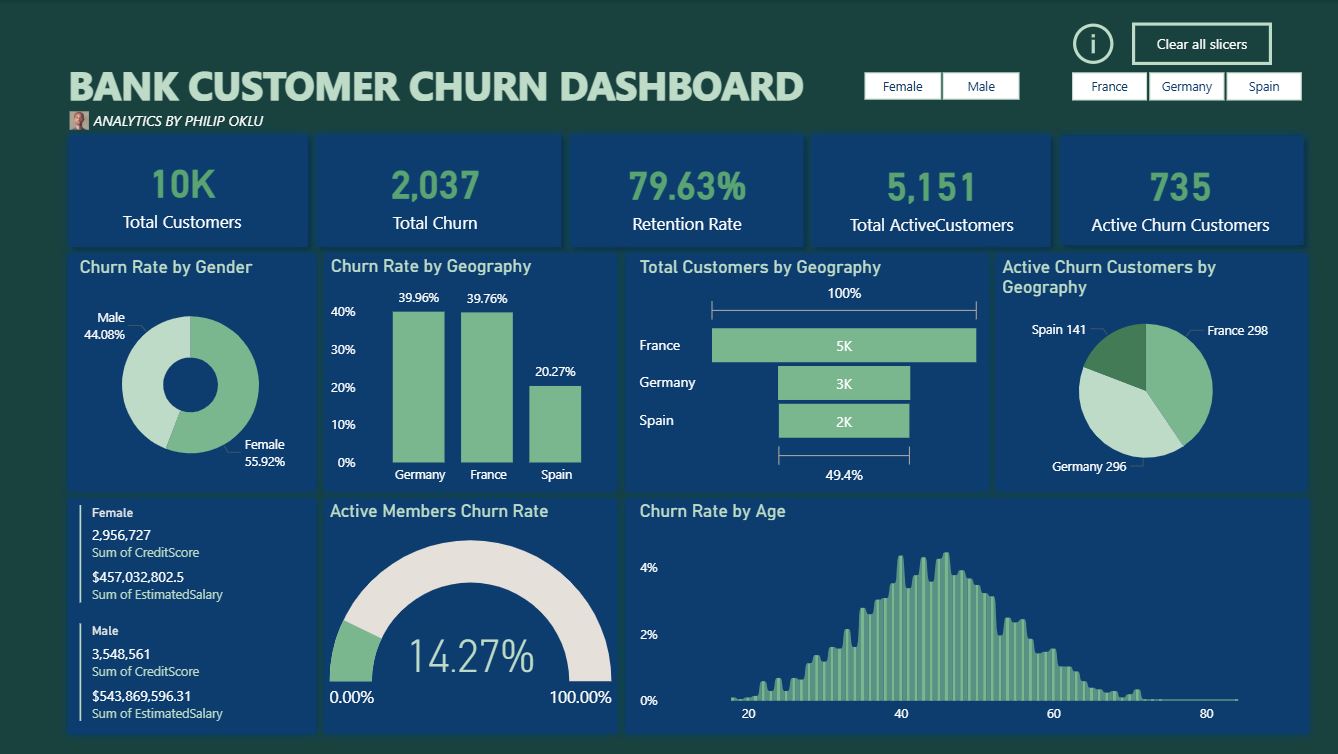 i
Clear all slicers
BANK CUSTOMER CHURN DASHBOARD
Female
Male
France
Germany
Spain
ANALYTICS BY PHILIP OKLU
10K
Total Customers
2,037
Total Churn
79.63%
Retention Rate
5,151
Total ActiveCustomers
735
Active Churn Customers
Churn Rate by Gender
Male
44.08%
Female
55.92%
Churn Rate by Geography
40%
30%
20%
10%
0%
39.96%
39.76%
20.27%
Germany
France
Spain
Total Customers by Geography
100%
France
5K
Germany
3K
Spain
2K
49.4%
Active Churn Customers by
Geography
Spain 141
France 298
Germany 296
Female
2,956,727
Sum of CreditScore
$457,032,802.5
Sum of EstimatedSalary
Male
3,548,561
Sum of CreditScore
$543,869,596.31
Sum of EstimatedSalary
Active Members Churn Rate
14.27%
0.00%
100.00%
Churn Rate by Age
4%
2%
0%
20
40
60
80